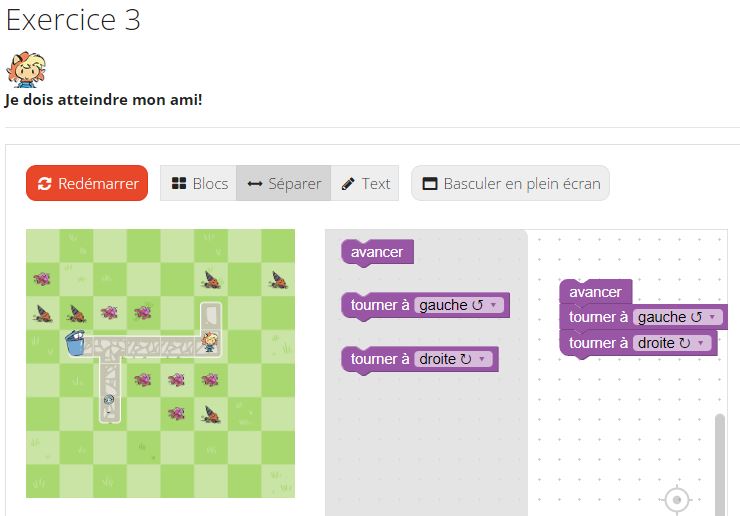 Exercice 3
Je dois atteindre mon ami!
Redémarrer Blocs Séparer Text Basculer en plein écran
avancer
tourner à gauche ↺
tourner à droite ↻
avancer
tourner à gauche ↺
tourner à droite ↻